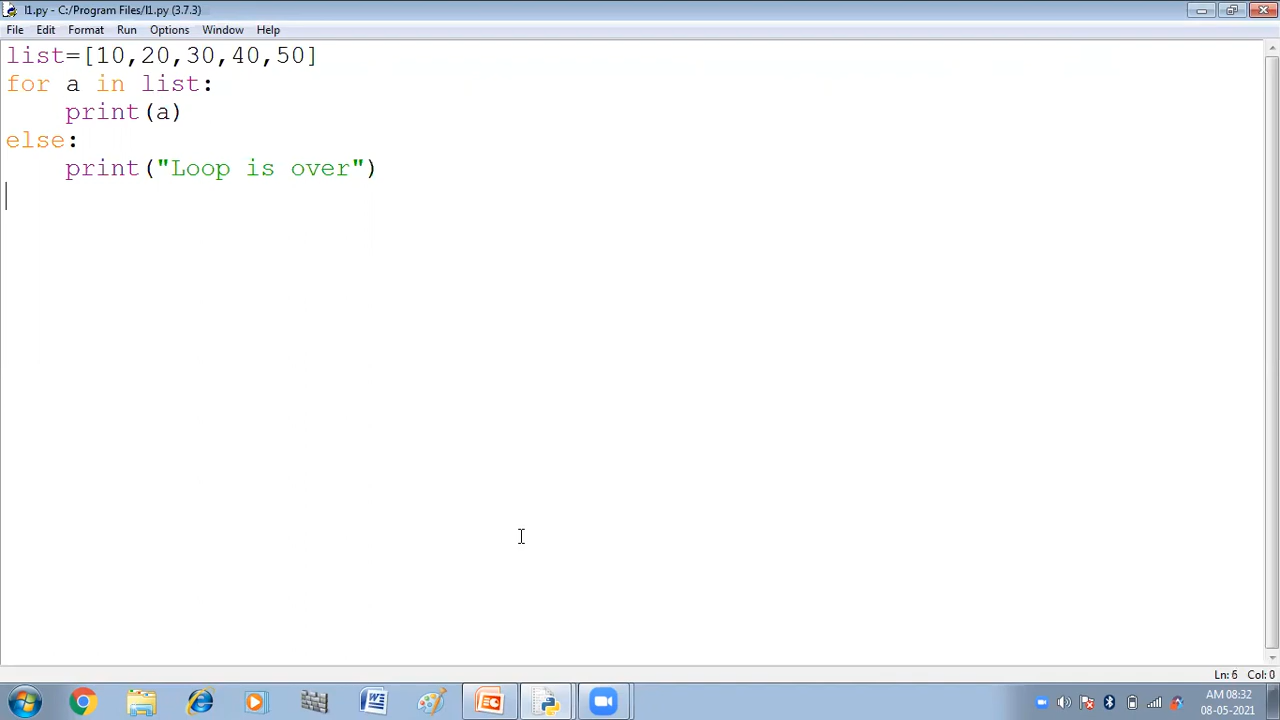 l1.py - C:/Program Files/l1.py (3.7.3)
File Edit Format Run Options Window Help
list=[10,20,30,40,50]
for a in list:
    print(a)
else:
    print("Loop is over")
Ln: 6 Col: 0
AM 08:32
08-05-2021